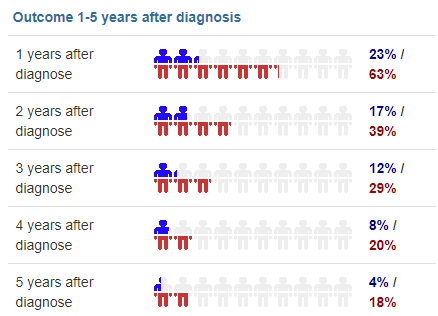 Outcome 1-5 years after diagnosis
1 years after
diagnose
23% /
63%
2 years after
diagnose
17% /
39%
3 years after
diagnose
12% /
29%
4 years after
diagnose
8% /
20%
5 years after
diagnose
4% /
18%